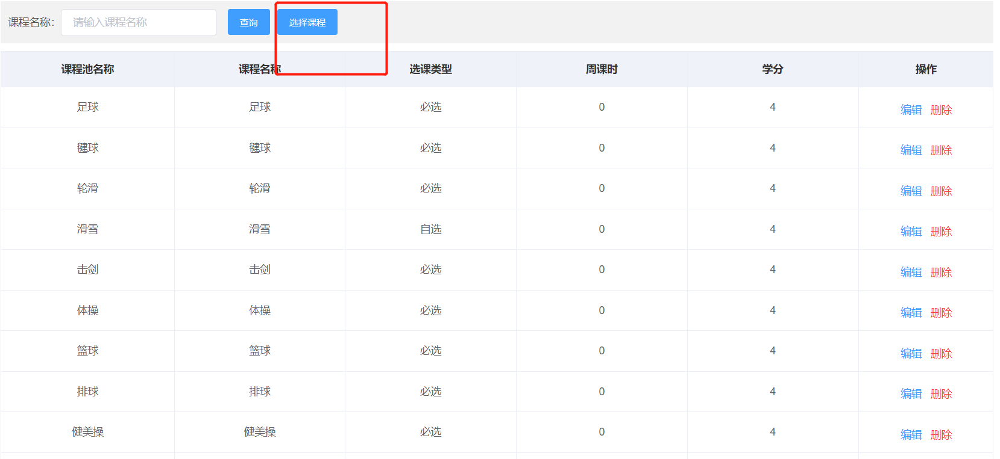 课程名称： 请输入课程名称 查询 选择课程
课程池名称 课程名称 选课类型 周课时 学分 操作
足球 足球 必选 0 4 编辑 删除
毽球 毽球 必选 0 4 编辑 删除
轮滑 轮滑 必选 0 4 编辑 删除
滑雪 滑雪 自选 0 4 编辑 删除
击剑 击剑 必选 0 4 编辑 删除
体操 体操 必选 0 4 编辑 删除
篮球 篮球 必选 0 4 编辑 删除
排球 排球 必选 0 4 编辑 删除
健美操 健美操 必选 0 4 编辑 删除